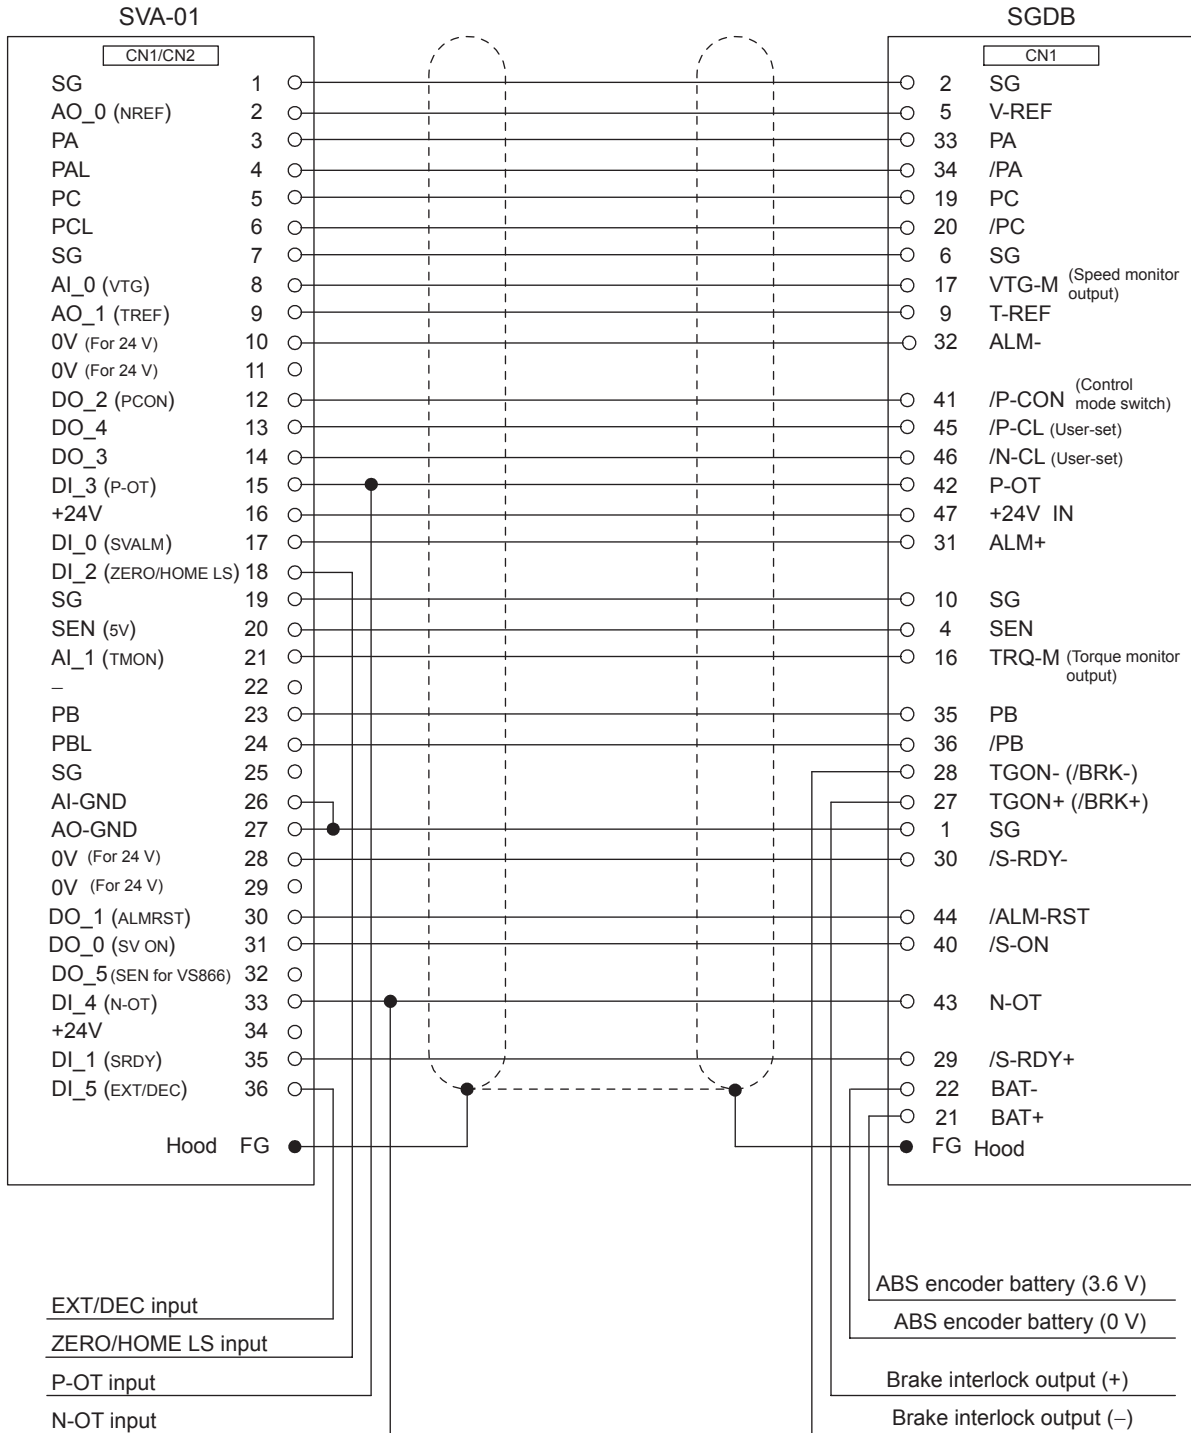 SVA-01 SGDB
CN1/CN2 CN1
SG 1 2 SG
AO_0 (NREF) 2 5 V-REF
PA 3 33 PA
PAL 4 34 /PA
PC 5 19 PC
PCL 6 20 /PC
SG 7 6 SG
AI_0 (VTG) 8 17 VTG-M (Speed monitor output)
AO_1 (TREF) 9 9 T-REF
0V (For 24 V) 10 32 ALM-
0V (For 24 V) 11
DO_2 (PCON) 12 41 /P-CON (Control mode switch)
DO_4 13 45 /P-CL (User-set)
DO_3 14 46 /N-CL (User-set)
DI_3 (P-OT) 15 42 P-OT
+24V 16 47 +24V IN
DI_0 (SVALM) 17 31 ALM+
DI_2 (ZERO/HOME LS) 18
SG 19 10 SG
SEN (5V) 20 4 SEN
AI_1 (TMON) 21 16 TRQ-M (Torque monitor output)
– 22
PB 23 35 PB
PBL 24 36 /PB
SG 25 28 TGON- (/BRK-)
AI-GND 26 27 TGON+ (/BRK+)
AO-GND 27 1 SG
0V (For 24 V) 28 30 /S-RDY-
0V (For 24 V) 29
DO_1 (ALMRST) 30 44 /ALM-RST
DO_0 (SV ON) 31 40 /S-ON
DO_5 (SEN for VS866) 32
DI_4 (N-OT) 33 43 N-OT
+24V 34
DI_1 (SRDY) 35 29 /S-RDY+
DI_5 (EXT/DEC) 36 22 BAT-
21 BAT+
Hood FG FG Hood
ABS encoder battery (3.6 V)
EXT/DEC input
ABS encoder battery (0 V)
ZERO/HOME LS input
P-OT input Brake interlock output (+)
N-OT input Brake interlock output (–)